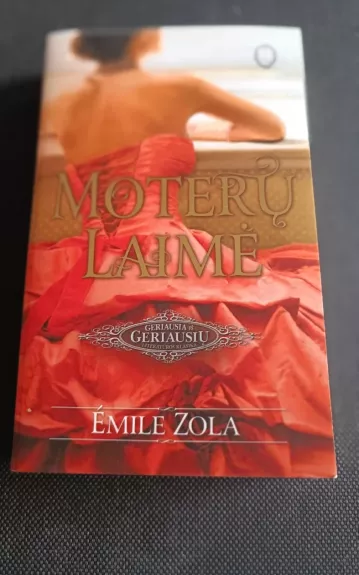 MOTERŲ
LAIMĖ
GERIAUSIA iš
GERIAUSIŲ
ÉMILE ZOLA